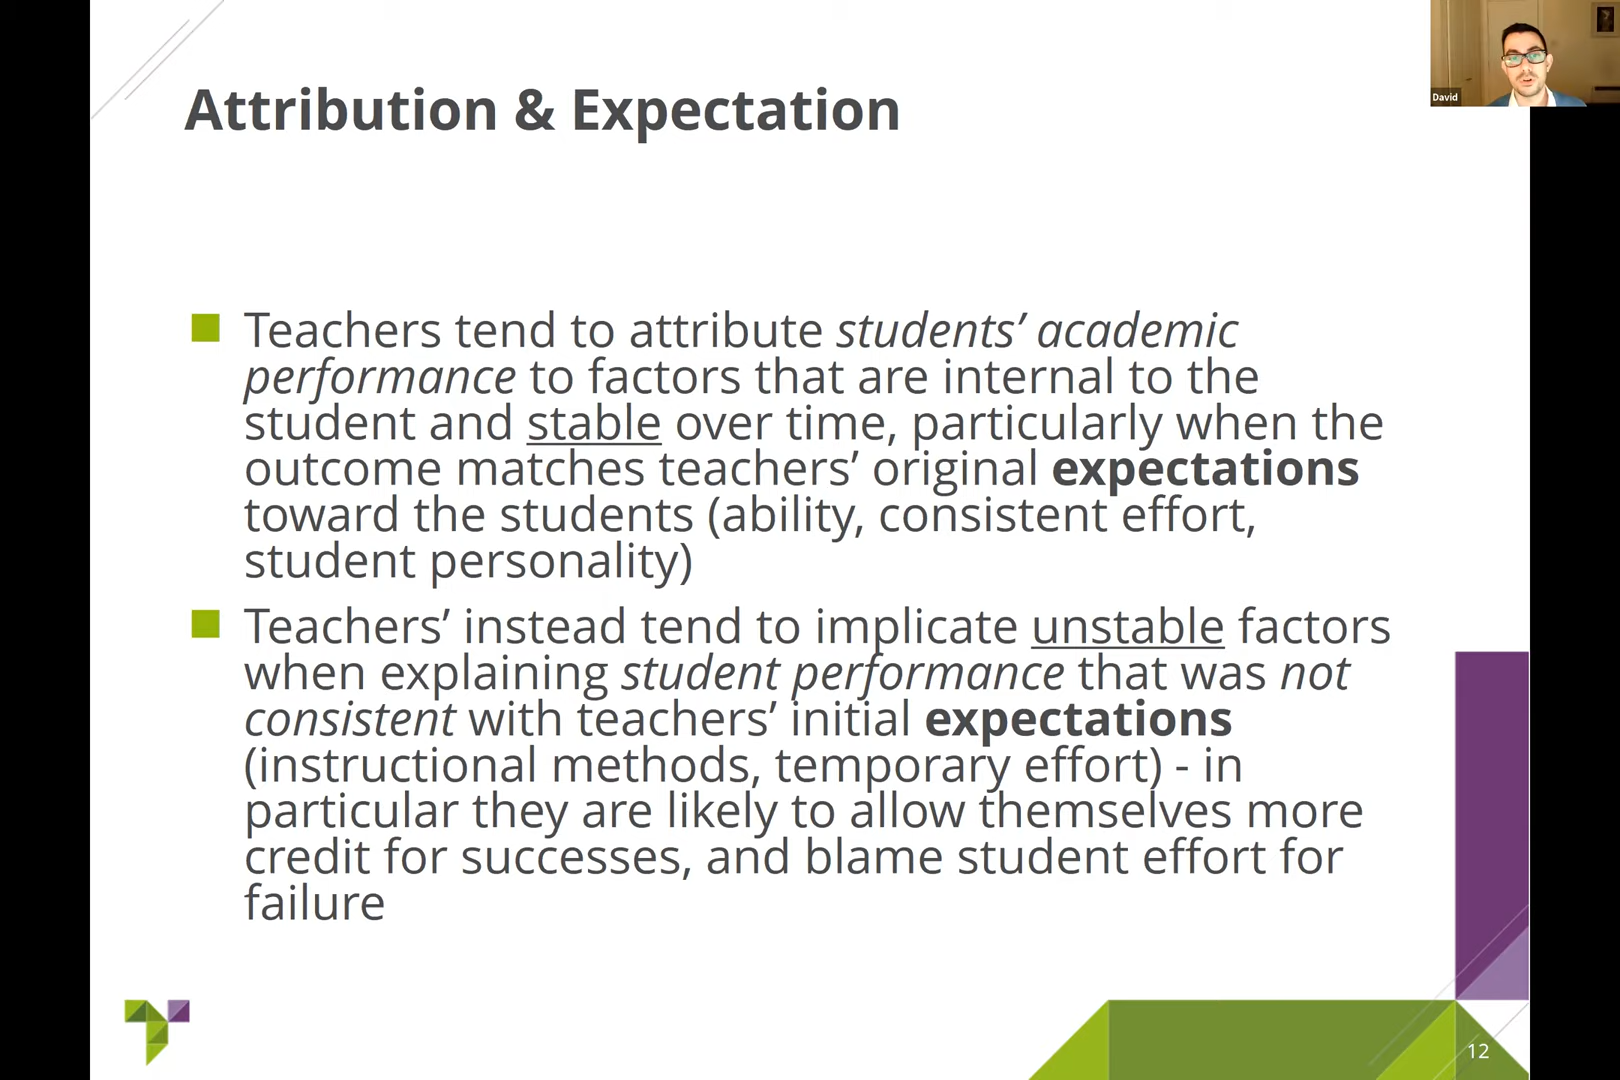 David
Attribution & Expectation
Teachers tend to attribute students’ academic
performance to factors that are internal to the
student and stable over time, particularly when the
outcome matches teachers’ original expectations
toward the students (ability, consistent effort,
student personality)
Teachers’ instead tend to implicate unstable factors
when explaining student performance that was not
consistent with teachers’ initial expectations
(instructional methods, temporary effort) - in
particular they are likely to allow themselves more
credit for successes, and blame student effort for
failure
12